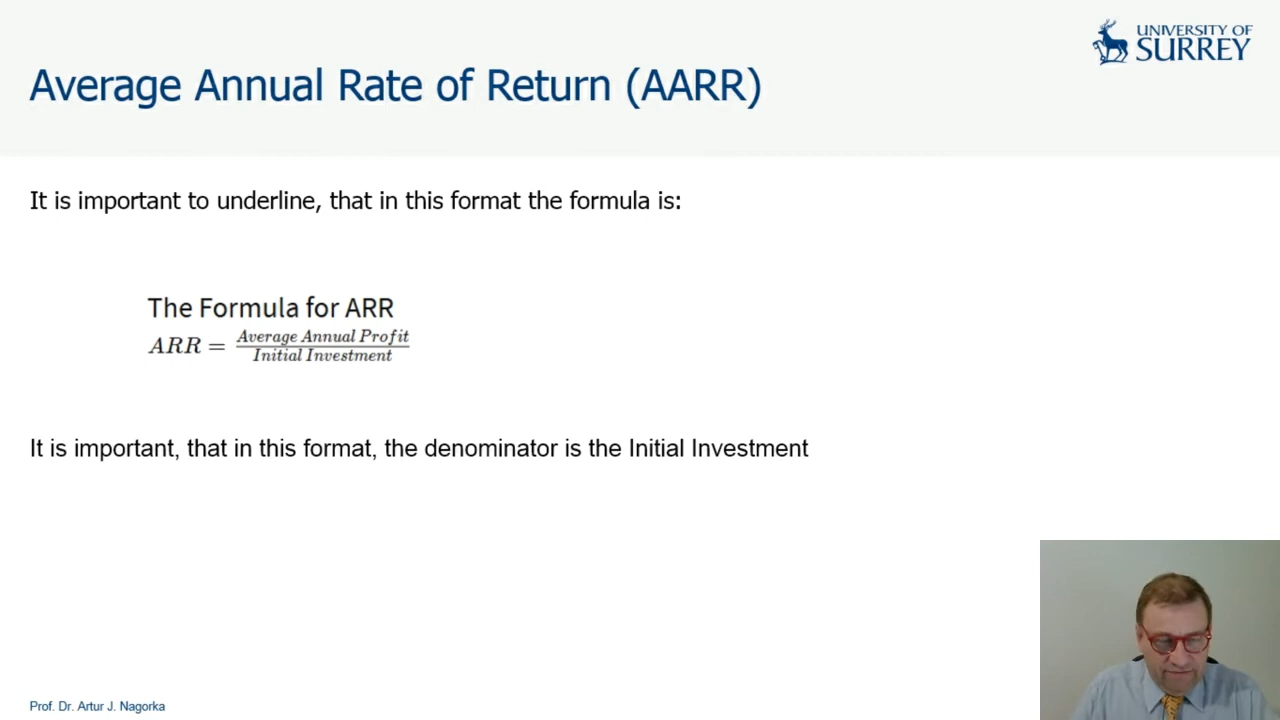 UNIVERSITY OF
SURREY
Average Annual Rate of Return (AARR)
It is important to underline, that in this format the formula is:
The Formula for ARR
ARR = Average Annual Profit
Initial Investment
It is important, that in this format, the denominator is the Initial Investment
Prof. Dr. Artur J. Nagorka